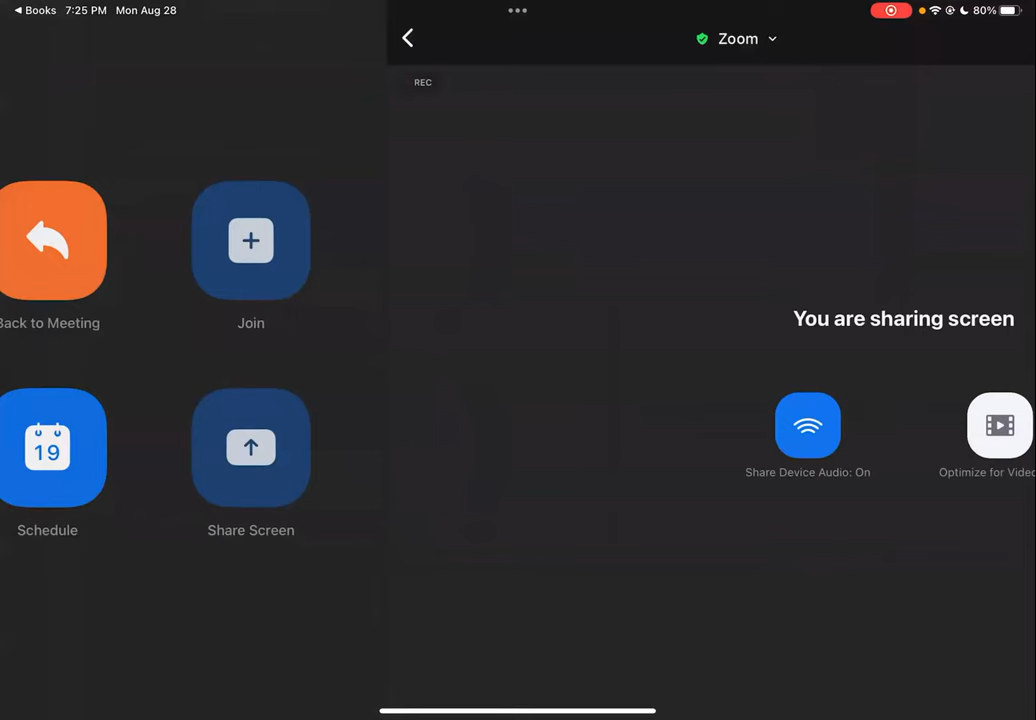 Books 7:25 PM Mon Aug 28
80%
Zoom
REC
Back to Meeting
Join
You are sharing screen
19
Share Device Audio: On
Optimize for Video
Schedule
Share Screen